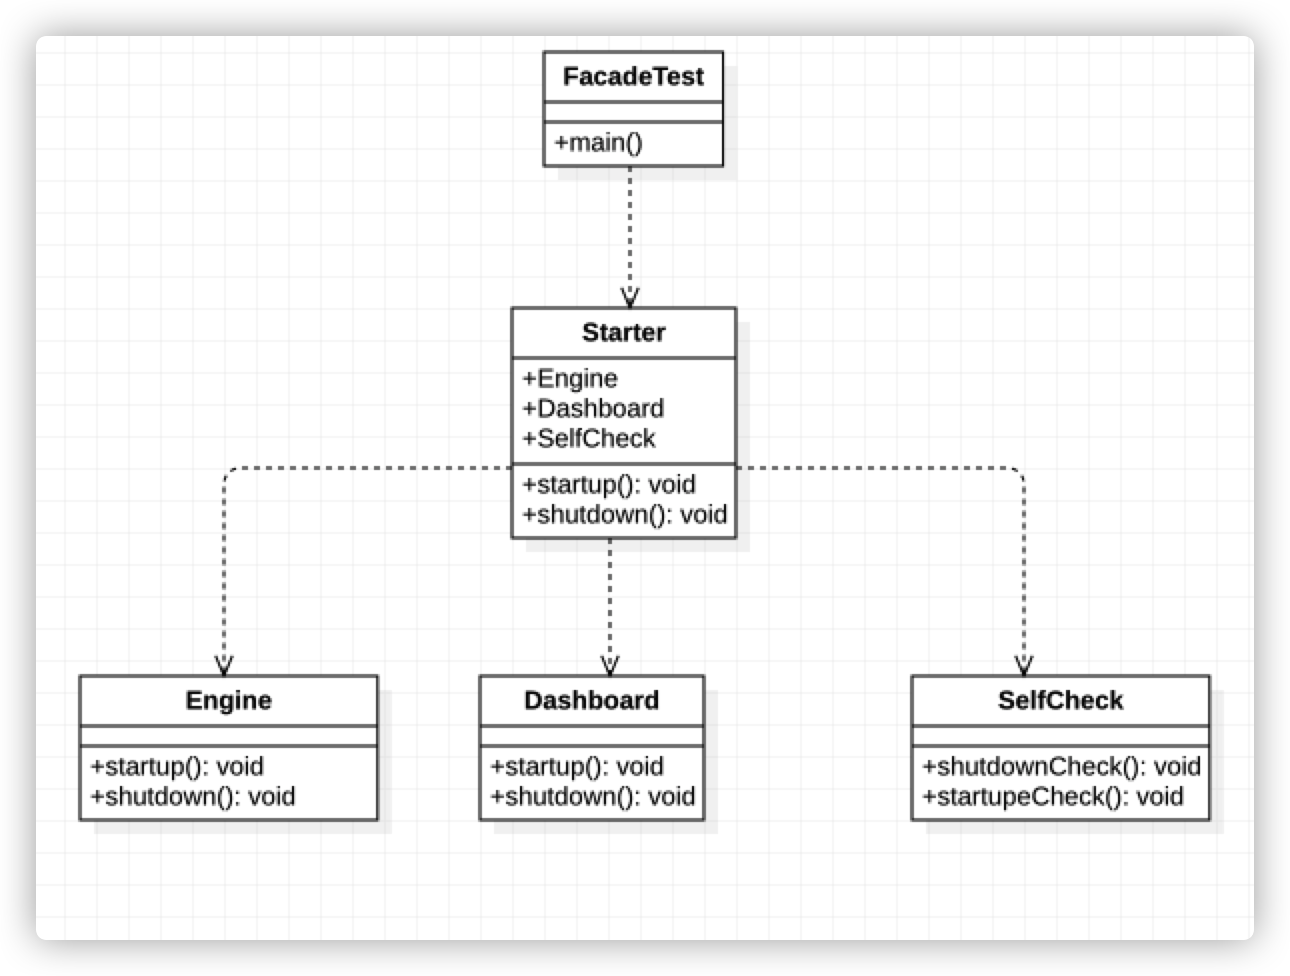 FacadeTest
+main()
Starter
+Engine
+Dashboard
+SelfCheck
+startup(): void
+shutdown(): void
Engine
+startup(): void
+shutdown(): void
Dashboard
+startup(): void
+shutdown(): void
SelfCheck
+shutdownCheck(): void
+startupeCheck(): void